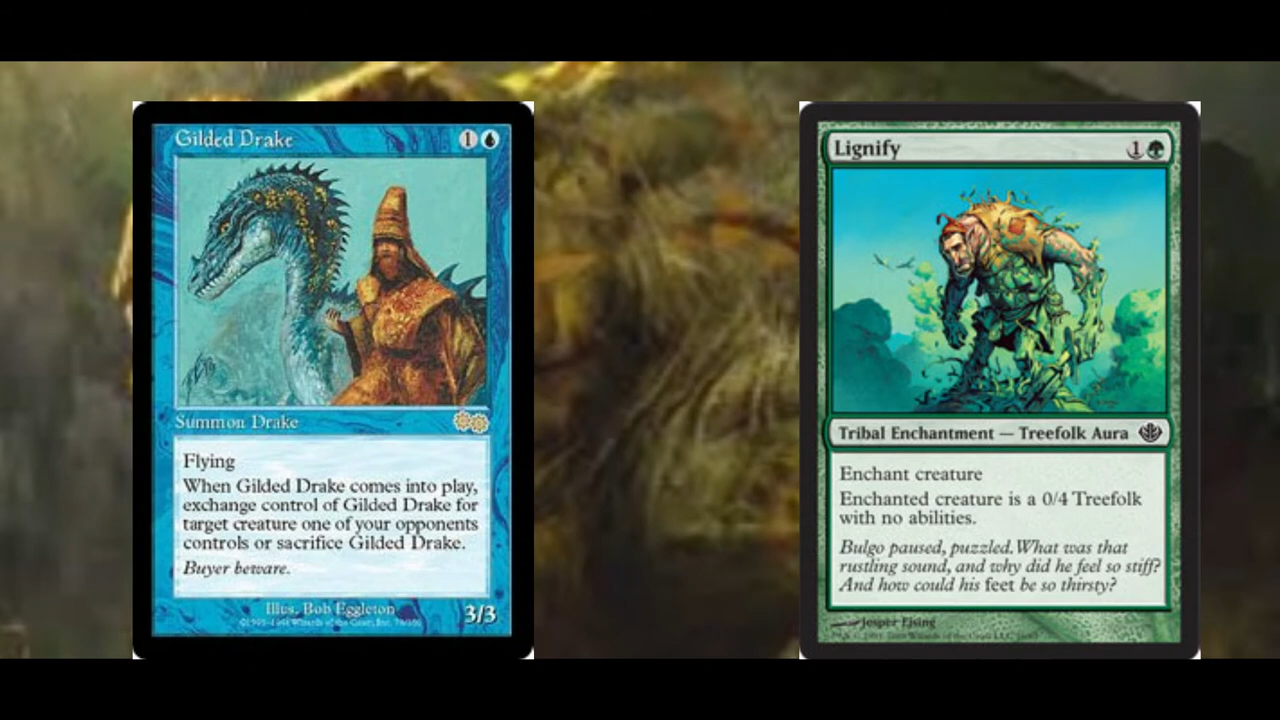 Gilded Drake
1
Summon Drake
Flying
When Gilded Drake comes into play,
exchange control of Gilded Drake for
target creature one of your opponents
controls or sacrifice Gilded Drake.
Buyer beware.
Illus. Bob Eggleton
3/3
Lignify
1
Tribal Enchantment — Treefolk Aura
Enchant creature
Enchanted creature is a 0/4 Treefolk
with no abilities.
Bulgo paused, puzzled. What was that
rustling sound, and why did he feel so stiff?
And how could his feet be so thirsty?
Jesper Ejsing